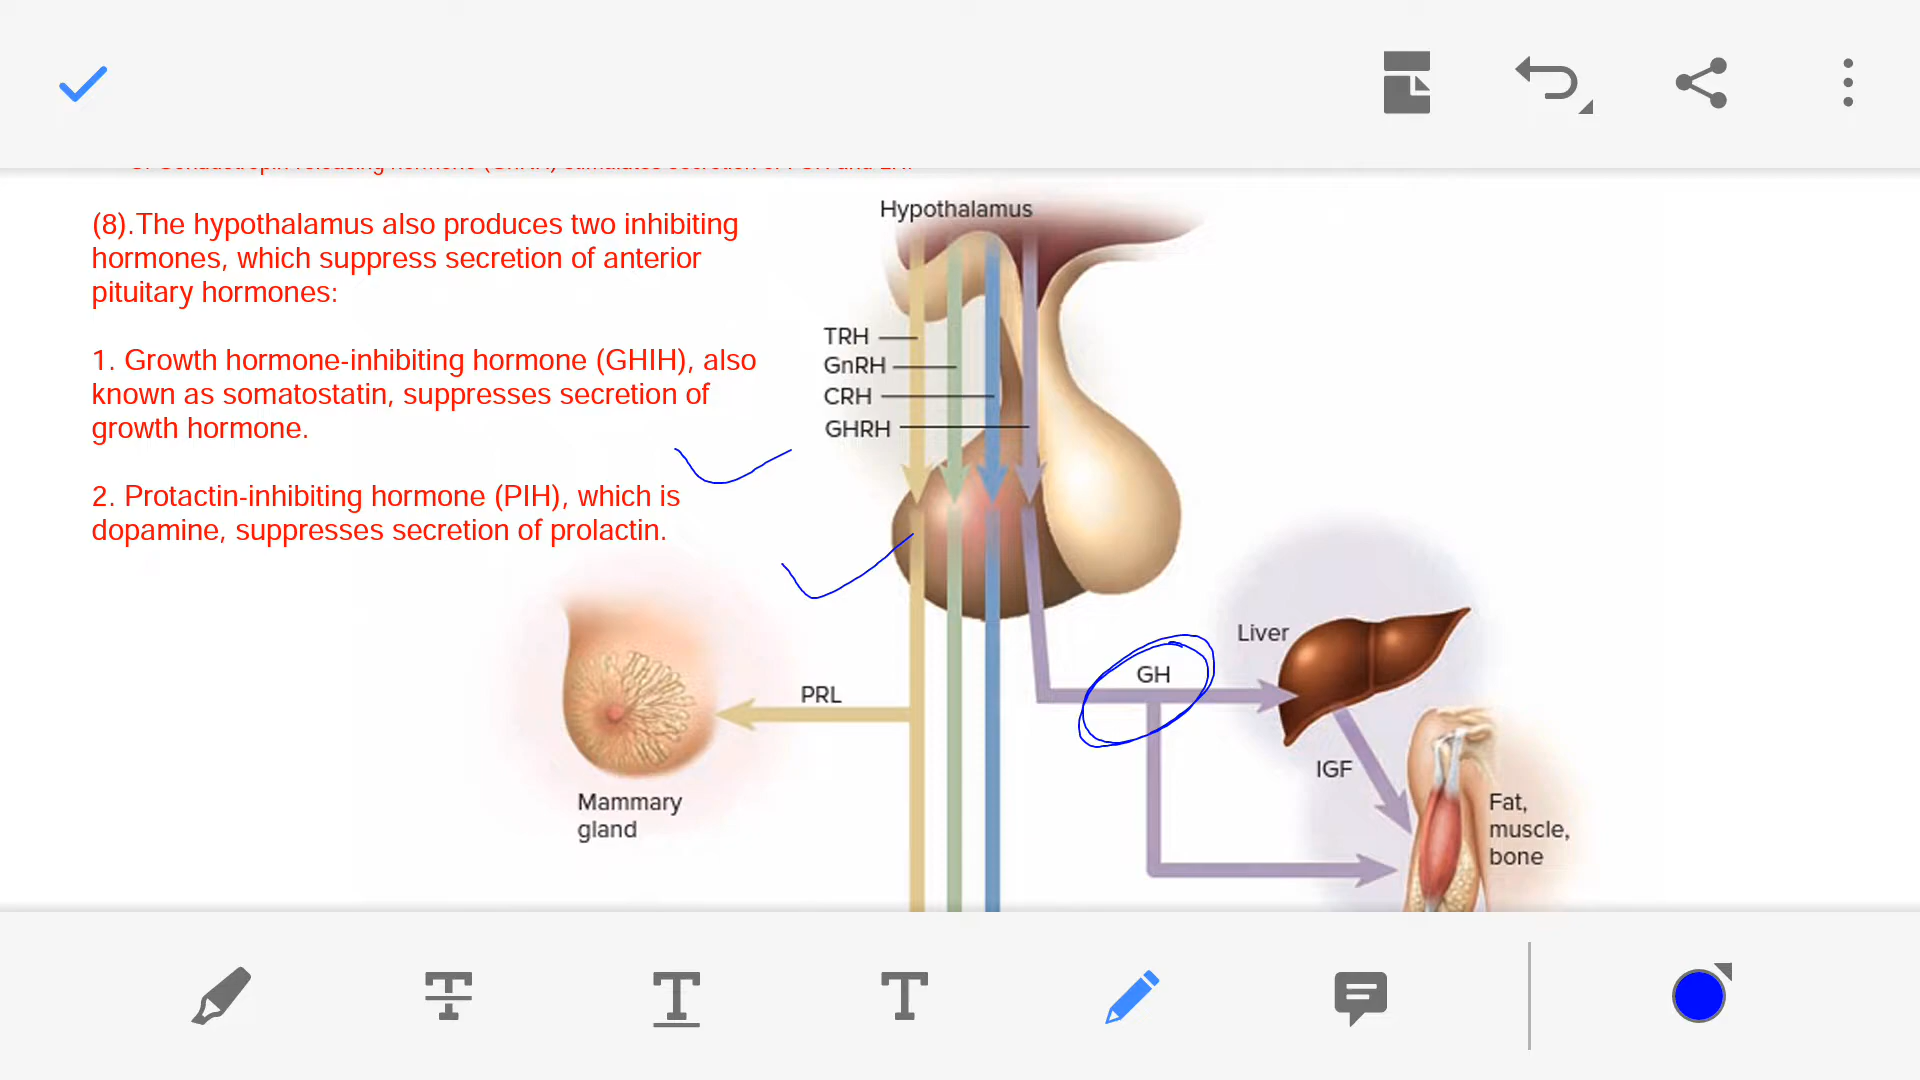 (8).The hypothalamus also produces two inhibiting
hormones, which suppress secretion of anterior
pituitary hormones:
1. Growth hormone-inhibiting hormone (GHIH), also
known as somatostatin, suppresses secretion of
growth hormone.
2. Protactin-inhibiting hormone (PIH), which is
dopamine, suppresses secretion of prolactin.
Hypothalamus
TRH
GnRH
CRH
GHRH
PRL
Mammary
gland
GH
Liver
IGF
Fat,
muscle,
bone